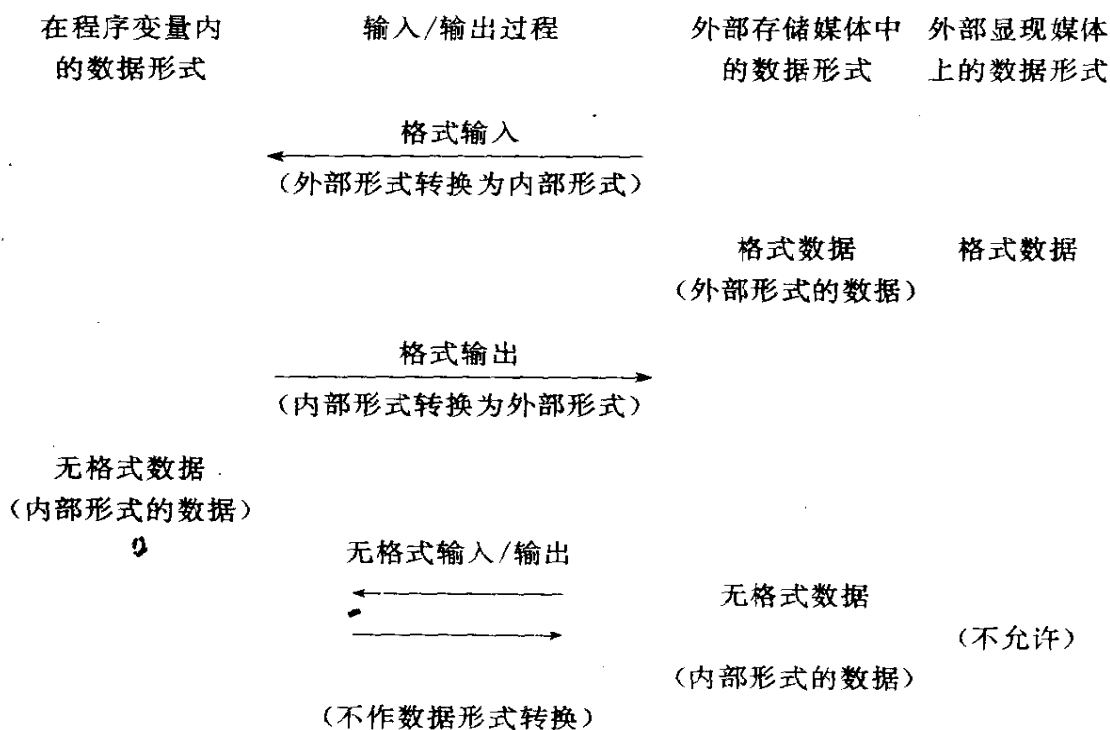 在程序变量内 输入/输出过程 外部存储媒体中 外部显现媒体
的数据形式 的数据形式 上的数据形式
格式输入
（外部形式转换为内部形式）
格式数据 格式数据
（外部形式的数据）
格式输出
（内部形式转换为外部形式）
无格式数据
（内部形式的数据）
无格式输入/输出
无格式数据
（不允许）
（内部形式的数据）
（不作数据形式转换）